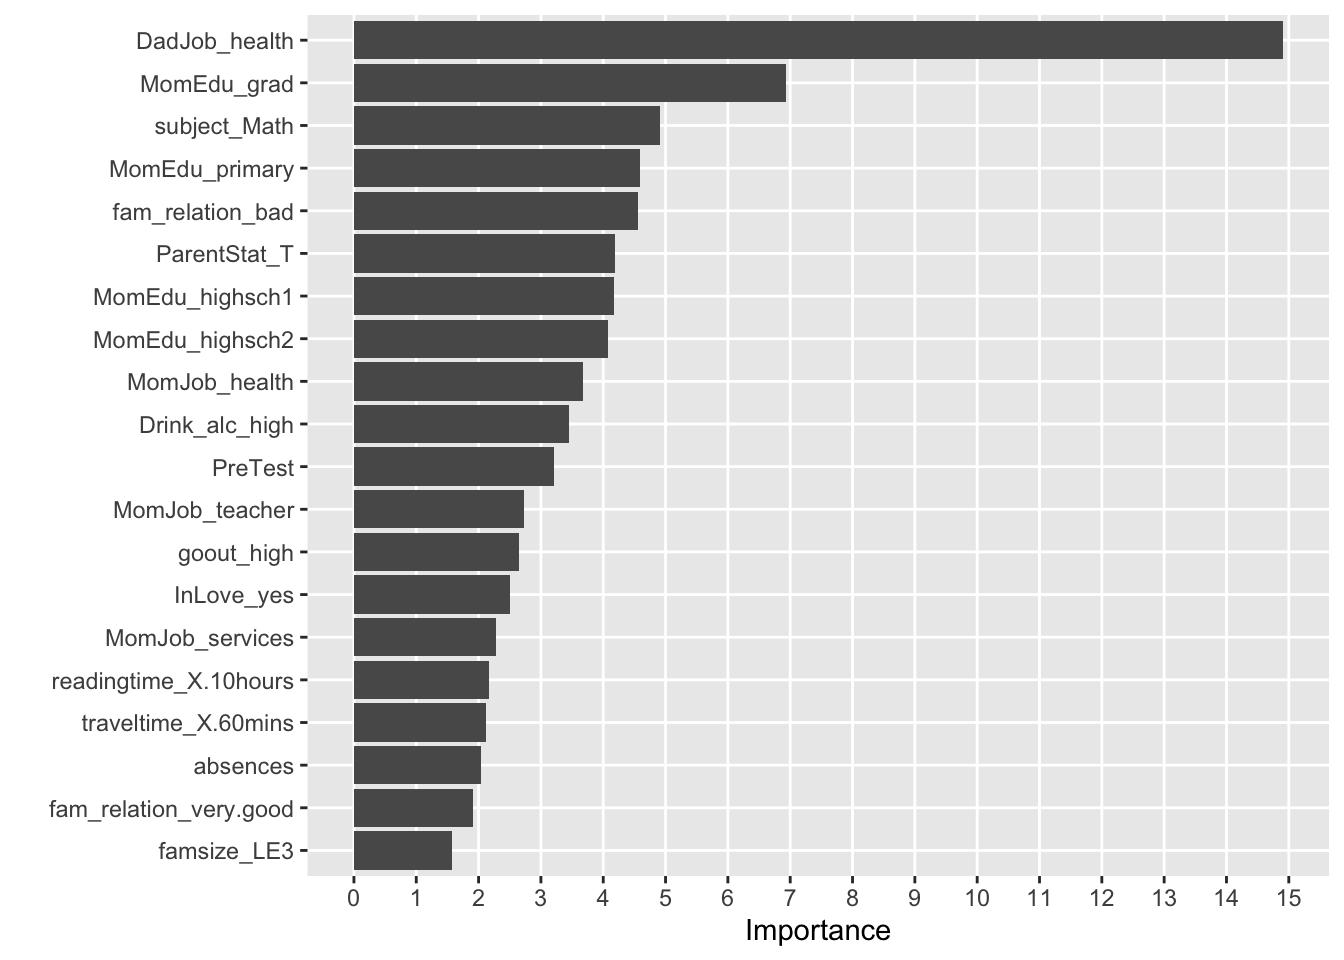 DadJob_health
MomEdu_grad
subject_Math
MomEdu_primary
fam_relation_bad
ParentStat_T
MomEdu_highsch1
MomEdu_highsch2
MomJob_health
Drink_alc_high
PreTest
MomJob_teacher
goout_high
InLove_yes
MomJob_services
readingtime_X.10hours
traveltime_X.60mins
absences
fam_relation_very.good
famsize_LE3
0 1 2 3 4 5 6 7 8 9 10 11 12 13 14 15
Importance